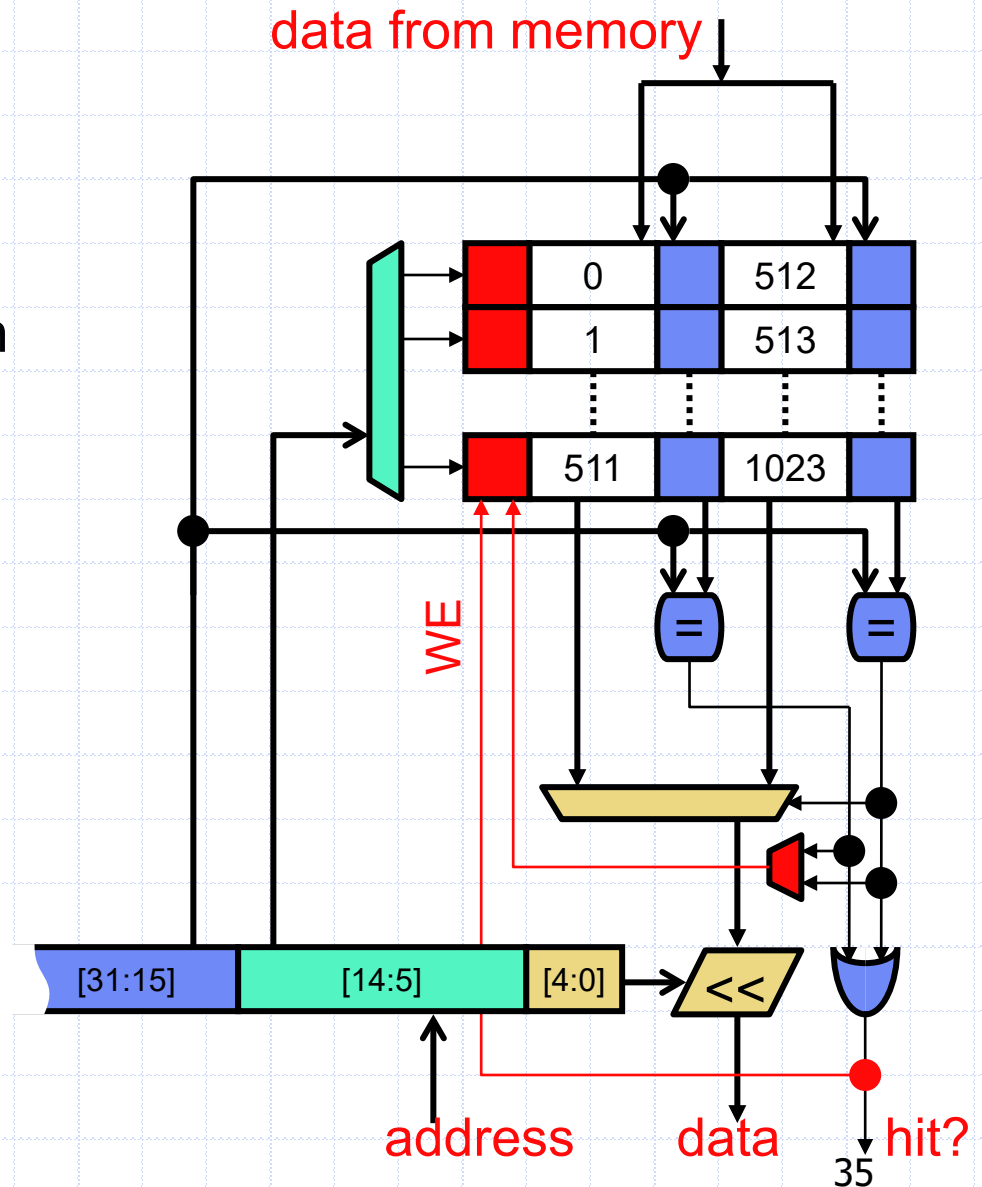 data from memory
0 512
n
1 513
511 1023
WE
= =
[31:15] [14:5] [4:0] <<
address data hit?
35